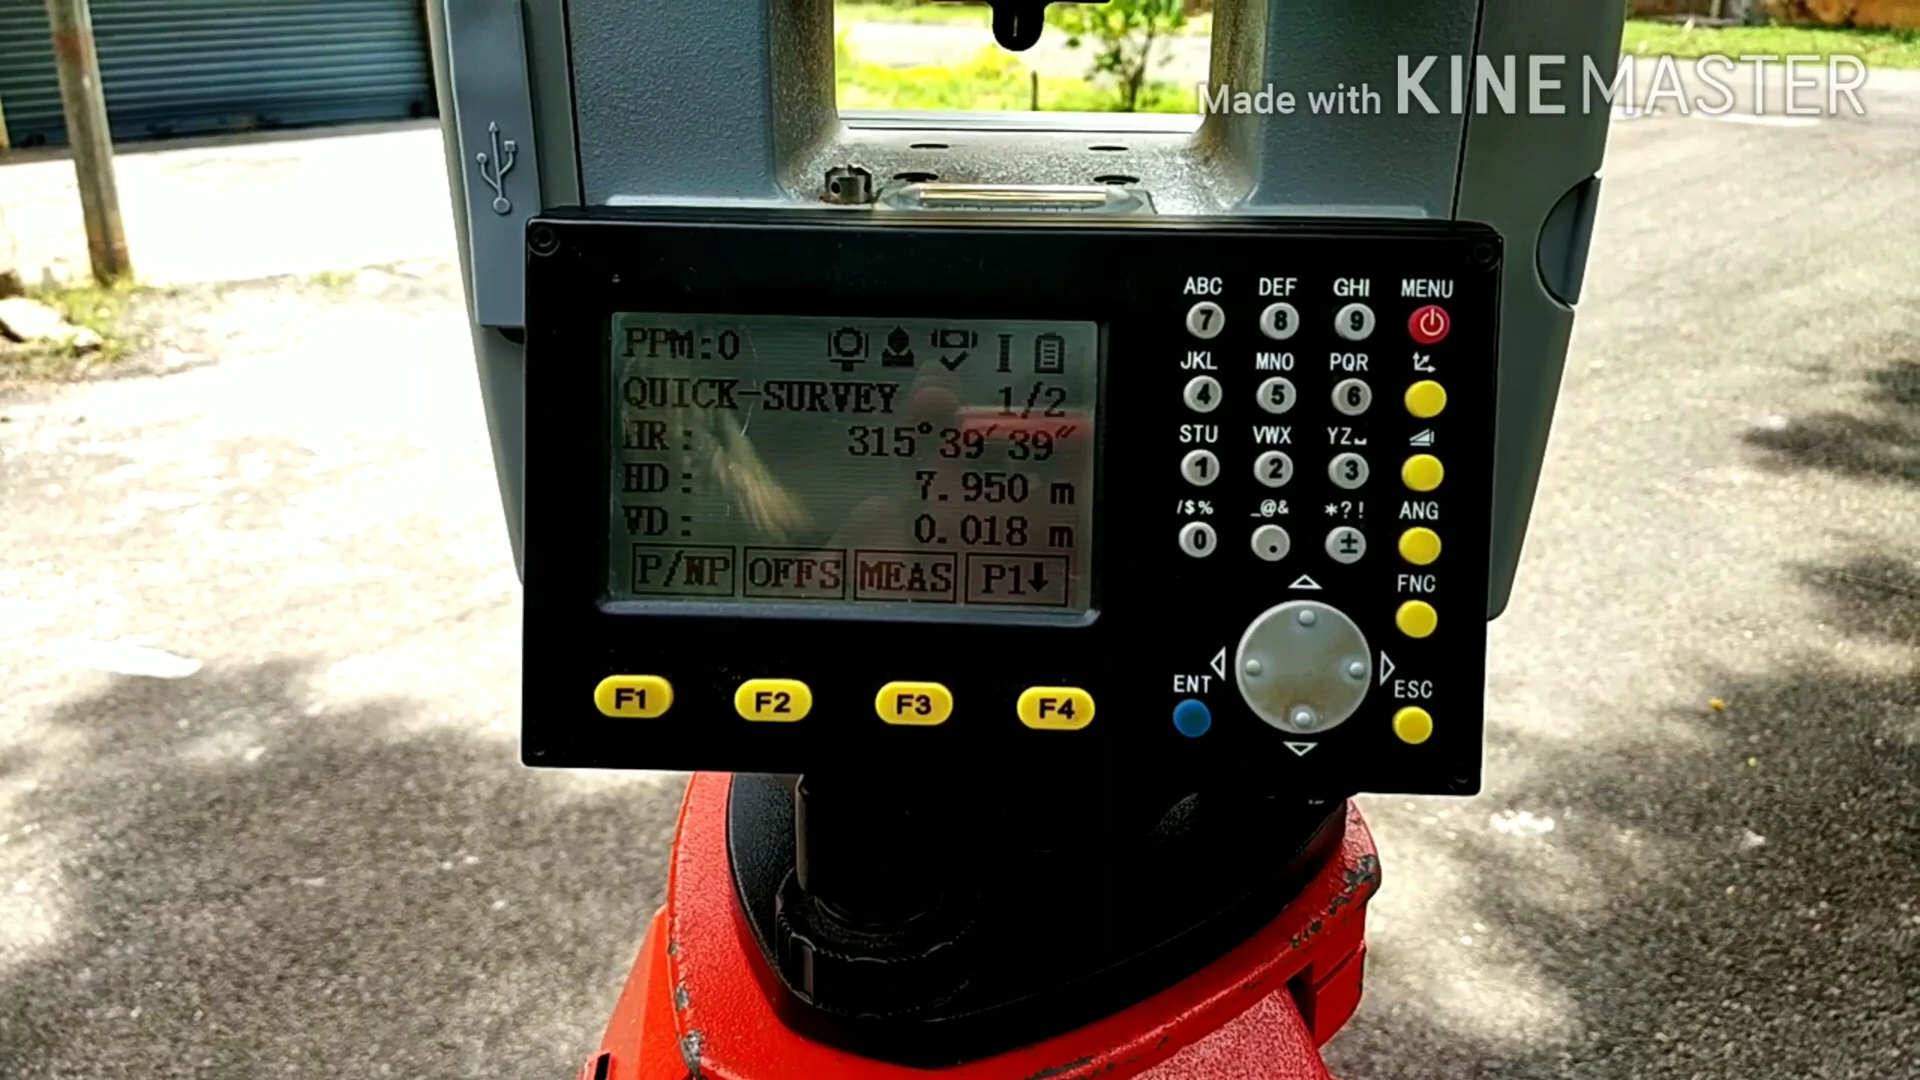 Made with KINEMASTER
PPM:0
QUICK-SURVEY 1/2
HR: 315°39′39″
HD: 7.950 m
VD: 0.018 m
P/NP OFFS MEAS P1↓
F1 F2 F3 F4
ABC DEF GHI MENU
7 8 9
JKL MNO PQR
4 5 6
STU VWX YZ␣
1 2 3
/$% _@& *?! ANG
0 . ±
FNC
ENT ESC